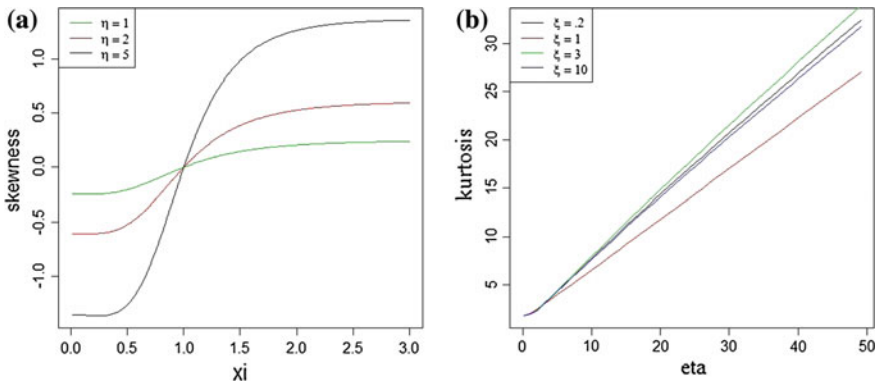 (a)
η = 1
η = 2
η = 5
skewness
1.0
0.5
0.0
-0.5
-1.0
0.0 0.5 1.0 1.5 2.0 2.5 3.0
xi
(b)
ξ = .2
ξ = 1
ξ = 3
ξ = 10
kurtosis
30
25
20
15
10
5
0 10 20 30 40 50
eta